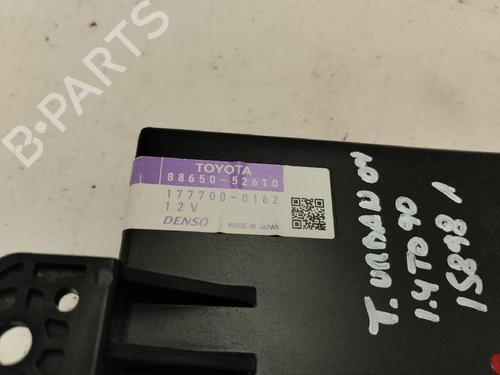 B-PARTS
TOYOTA
88650-52610
177700-0162
12V
DENSO MADE IN JAPAN
T. URBAN 09
1.4TD 90
15898 1